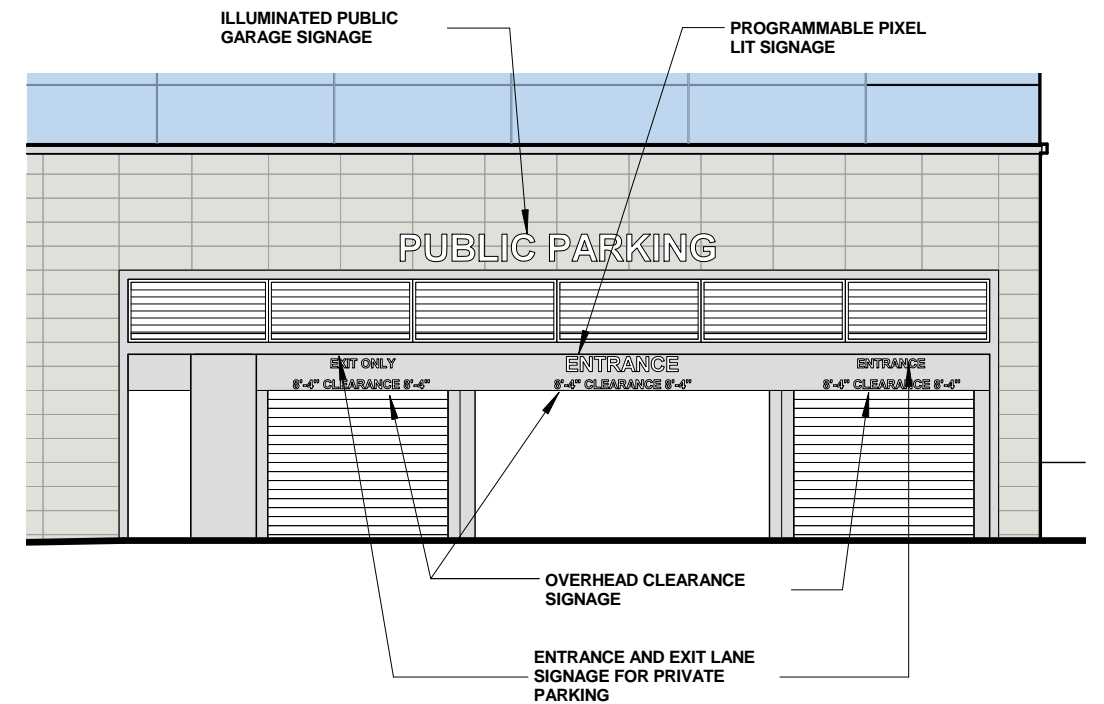 ILLUMINATED PUBLIC
GARAGE SIGNAGE
PROGRAMMABLE PIXEL
LIT SIGNAGE
PUBLIC PARKING
EXIT ONLY
8'-4" CLEARANCE 8'-4"
ENTRANCE
8'-4" CLEARANCE 8'-4"
ENTRANCE
8'-4" CLEARANCE 8'-4"
OVERHEAD CLEARANCE
SIGNAGE
ENTRANCE AND EXIT LANE
SIGNAGE FOR PRIVATE
PARKING